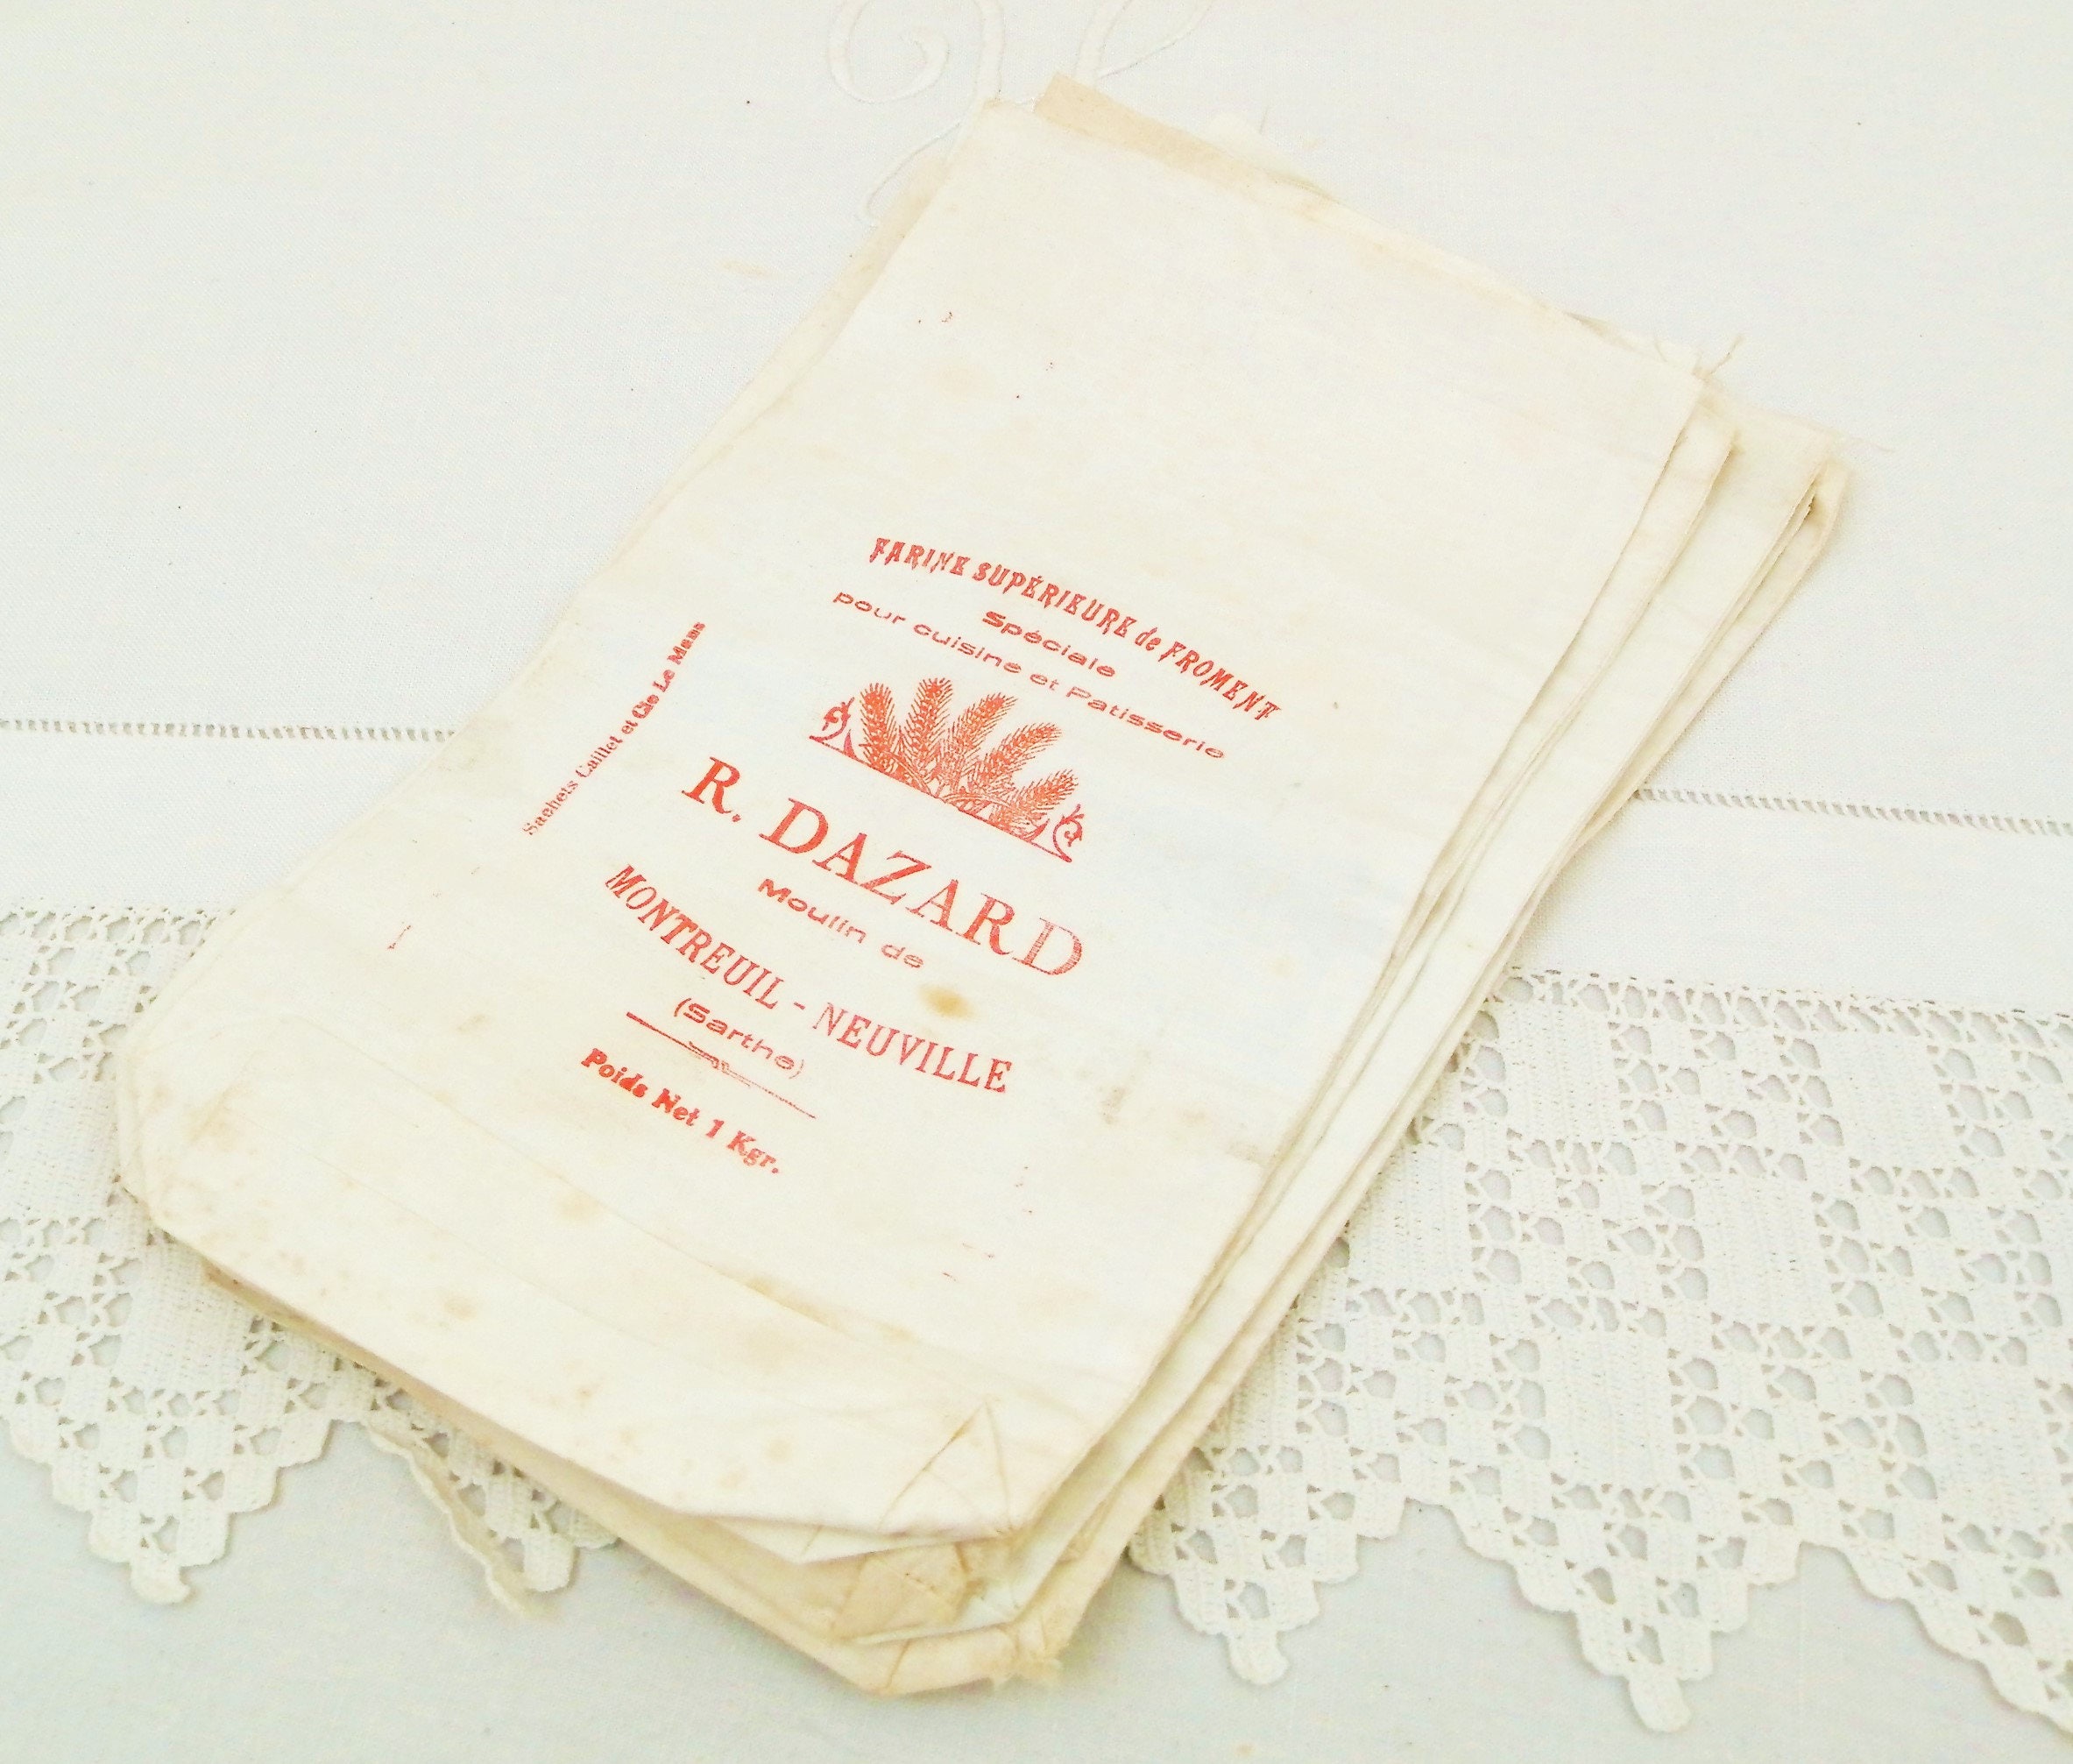 FARINE SUPÉRIEURE de FROMENT
Spéciale
pour cuisine et Patisserie
R. DAZARD
Moulin de
MONTREUIL - NEUVILLE
(Sarthe)
Poids Net 1 Kgr.
Sachets Caillet et Cie Le Mans